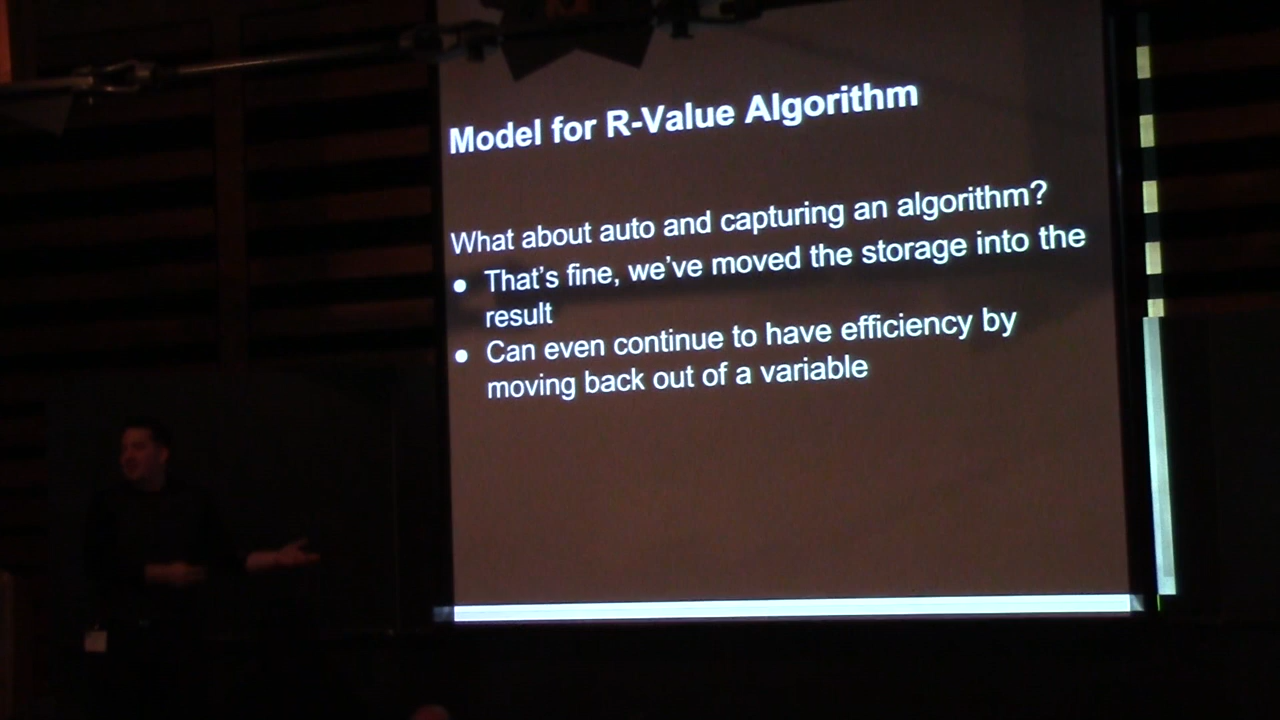 Model for R-Value Algorithm
What about auto and capturing an algorithm?
● That's fine, we've moved the storage into the
result
● Can even continue to have efficiency by
moving back out of a variable